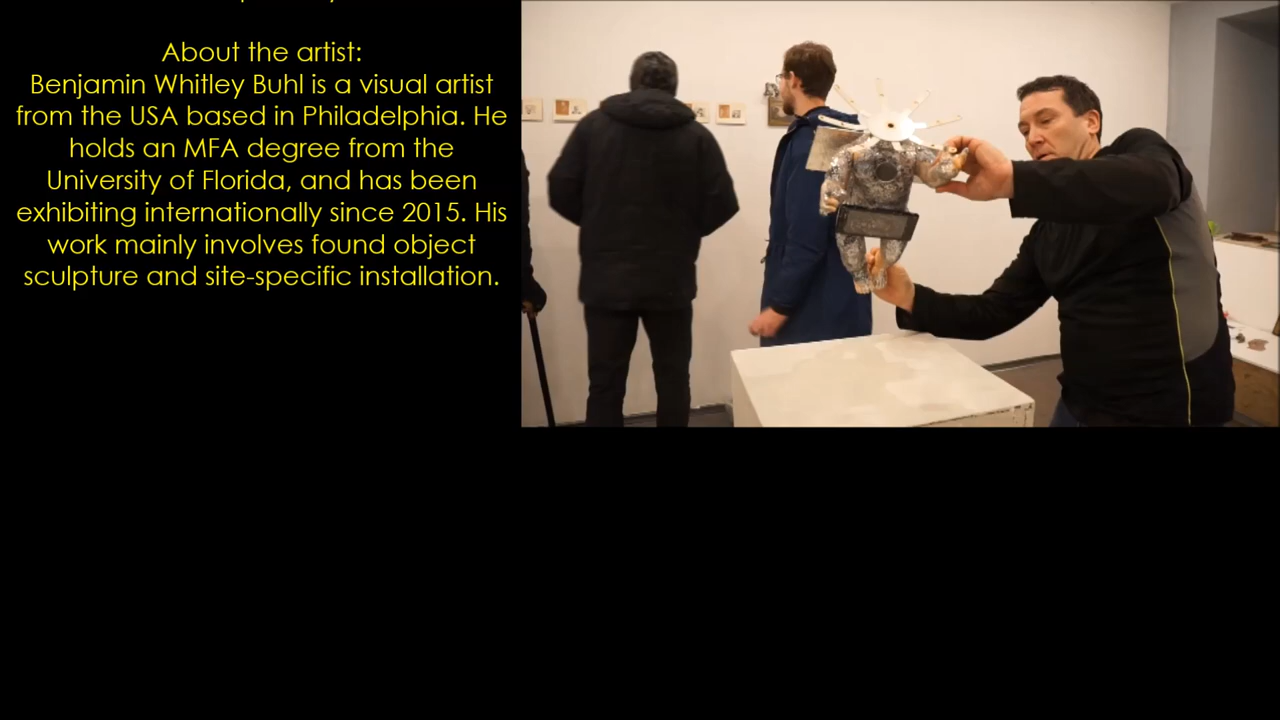 About the artist:
Benjamin Whitley Buhl is a visual artist
from the USA based in Philadelphia. He
holds an MFA degree from the
University of Florida, and has been
exhibiting internationally since 2015. His
work mainly involves found object
sculpture and site-specific installation.